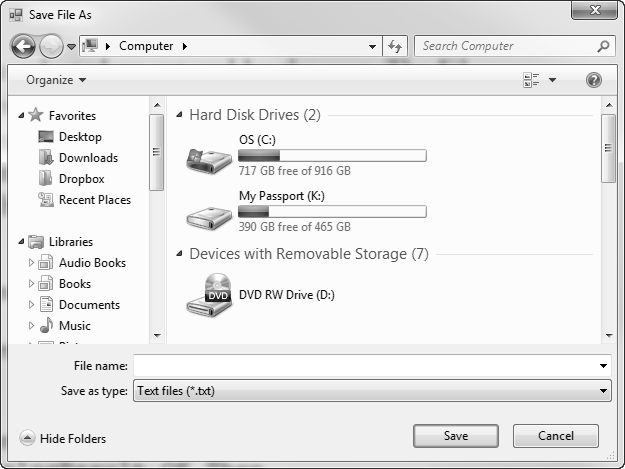 Save File As
Computer
Search Computer
Organize
Favorites
Desktop
Downloads
Dropbox
Recent Places
Libraries
Audio Books
Books
Documents
Music
Hard Disk Drives (2)
OS (C:)
717 GB free of 916 GB
My Passport (K:)
390 GB free of 465 GB
Devices with Removable Storage (7)
DVD
DVD RW Drive (D:)
File name:
Save as type: Text files (*.txt)
Hide Folders
Save
Cancel